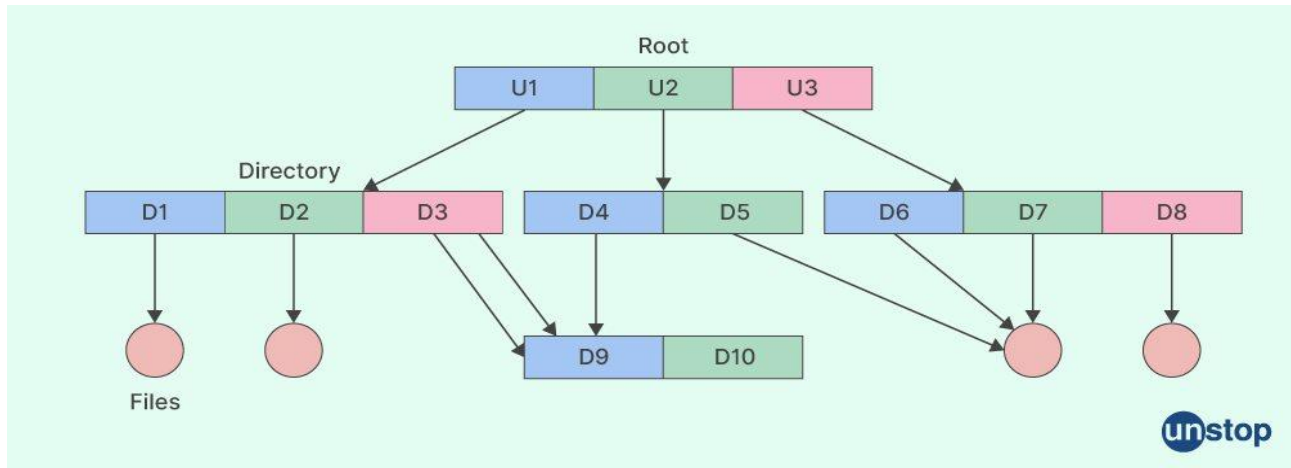 Root
U1 U2 U3
Directory
D1 D2 D3 D4 D5 D6 D7 D8
D9 D10
Files
unstop